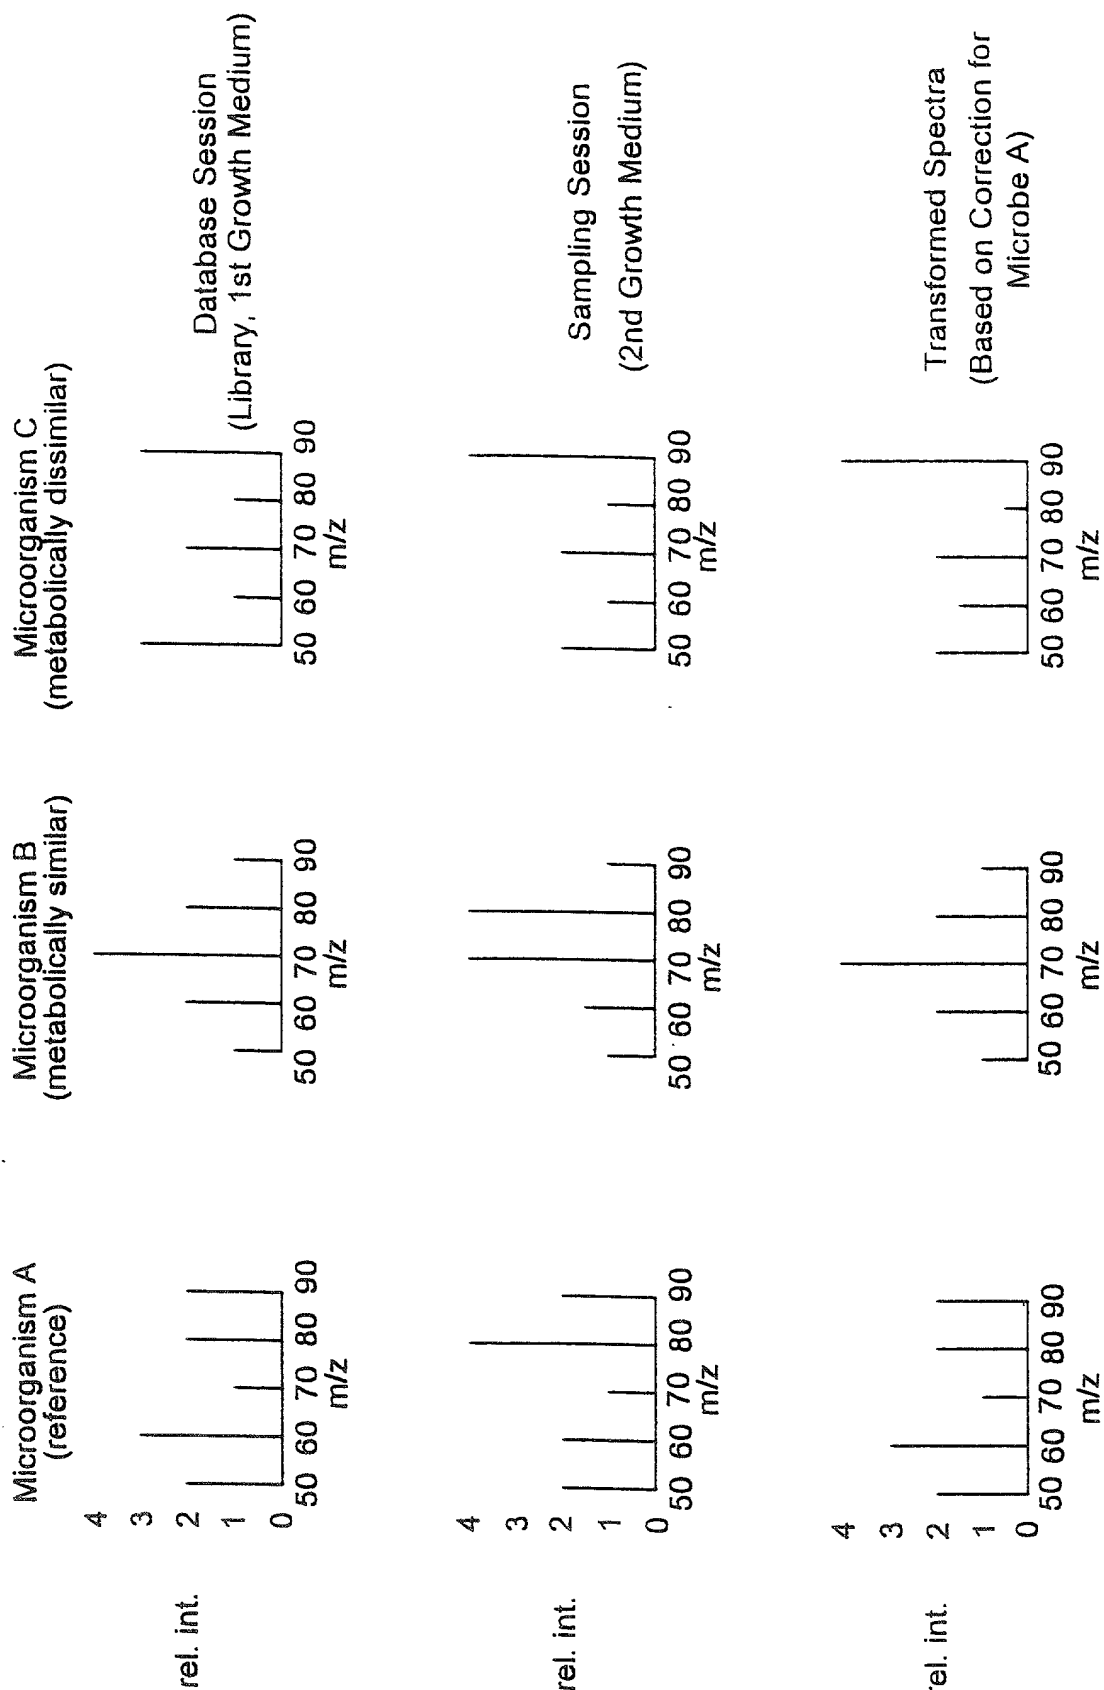 Microorganism A
(reference)
Microorganism B
(metabolically similar)
Microorganism C
(metabolically dissimilar)
rel. int.
4
3
2
1
0
50 60 70 80 90
m/z
50 60 70 80 90
m/z
50 60 70 80 90
m/z
Database Session
(Library, 1st Growth Medium)
rel. int.
4
3
2
1
0
50 60 70 80 90
m/z
50 60 70 80 90
m/z
50 60 70 80 90
m/z
Sampling Session
(2nd Growth Medium)
rel. int.
4
3
2
1
0
50 60 70 80 90
m/z
50 60 70 80 90
m/z
50 60 70 80 90
m/z
Transformed Spectra
(Based on Correction for
Microbe A)